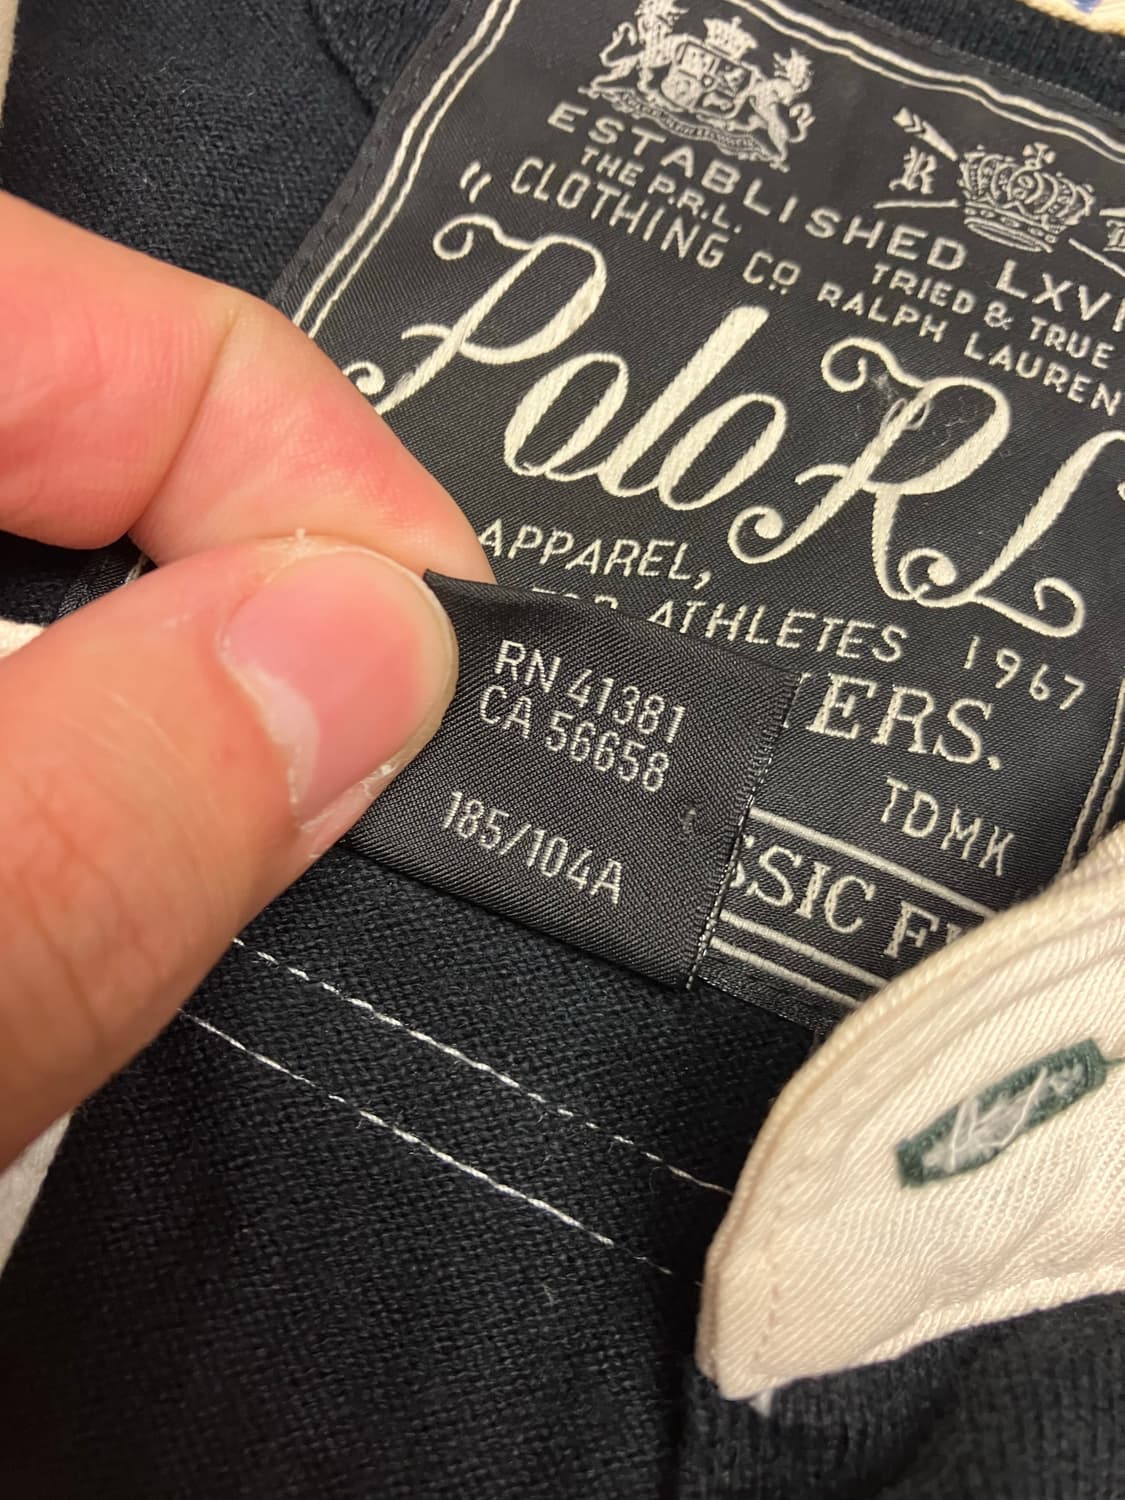 ESTABLISHED LXVI
THE P.R.L. TRIED & TRUE
"CLOTHING CO RALPH LAUREN
Polo RL
APPAREL,
ATHLETES 1967
ERS.
TDMK
SSIC F
RN 41381
CA 56658
185/104A
R